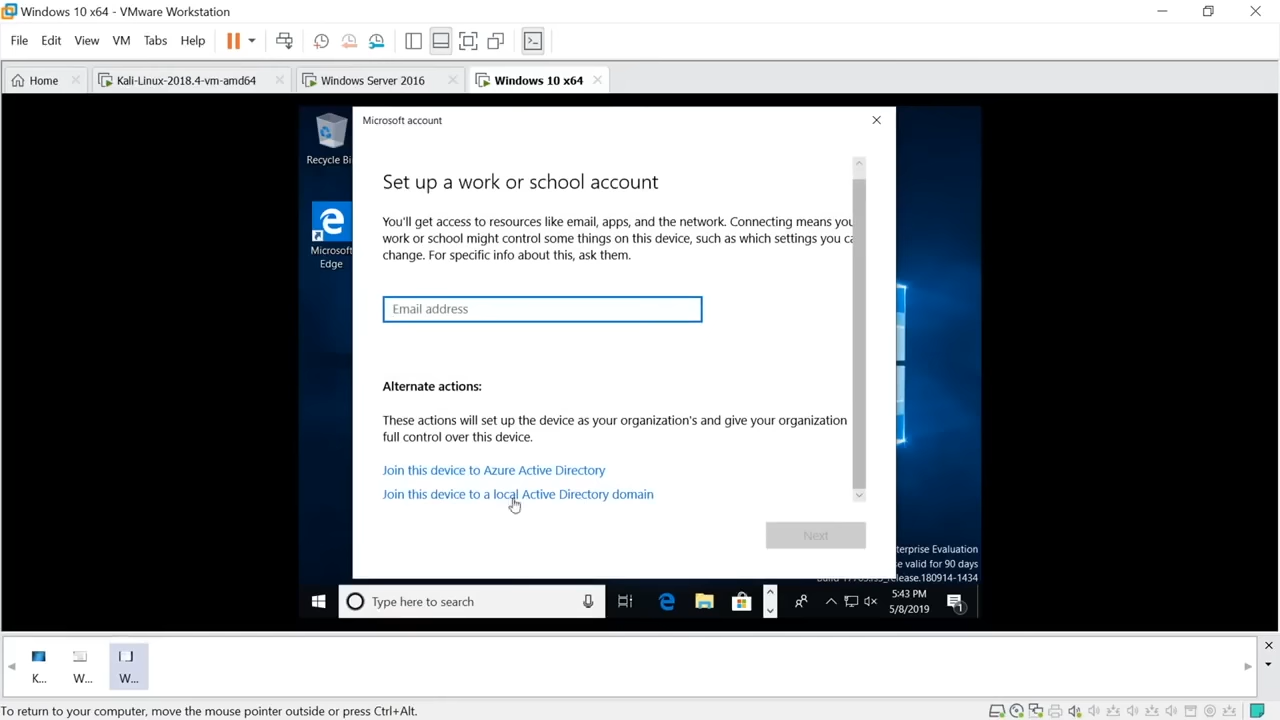 Windows 10 x64 - VMware Workstation
File Edit View VM Tabs Help
Home Kali-Linux-2018.4-vm-amd64 Windows Server 2016 Windows 10 x64
Recycle Bi
Microsoft
Edge
Microsoft account
Set up a work or school account
You'll get access to resources like email, apps, and the network. Connecting means you
work or school might control some things on this device, such as which settings you ca
change. For specific info about this, ask them.
Email address
Alternate actions:
These actions will set up the device as your organization's and give your organization
full control over this device.
Join this device to Azure Active Directory
Join this device to a local Active Directory domain
Next
terprise Evaluation
e valid for 90 days
release.180914-1434
Type here to search
5:43 PM
5/8/2019
1
K... W... W...
To return to your computer, move the mouse pointer outside or press Ctrl+Alt.